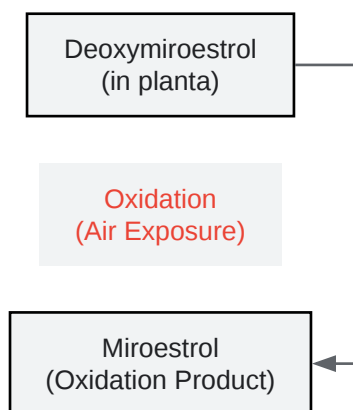 Deoxymiroestrol
(in planta)
Oxidation
(Air Exposure)
Miroestrol
(Oxidation Product)